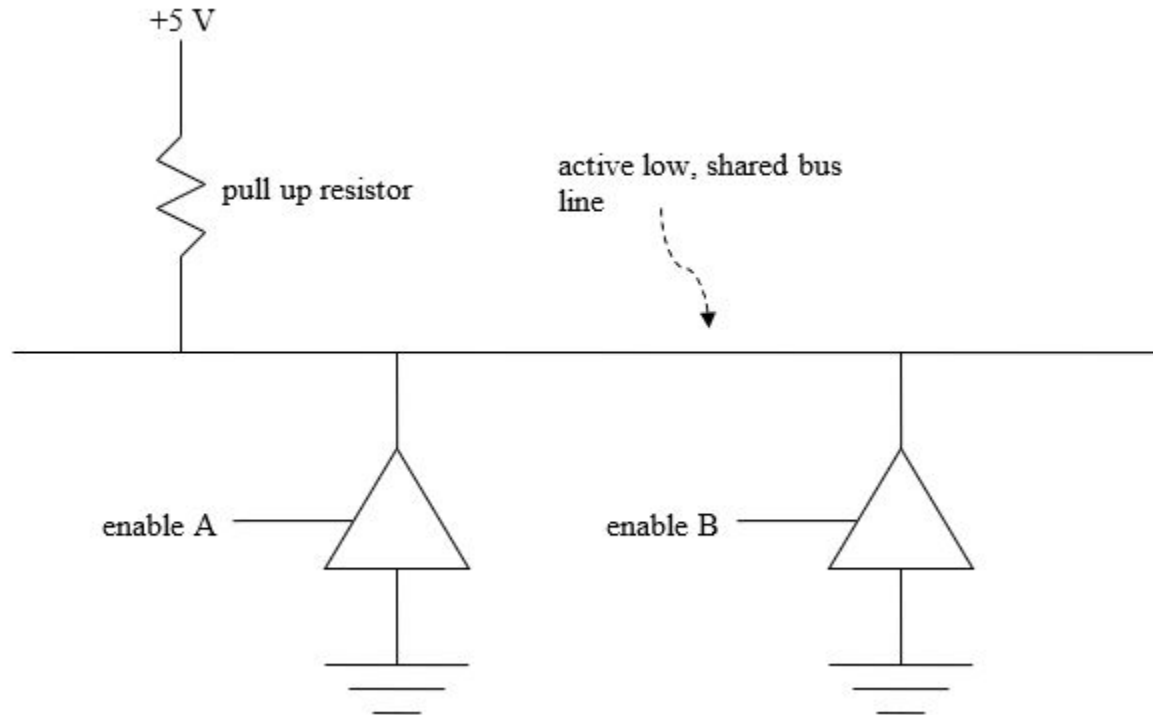 +5 V
pull up resistor
active low, shared bus
line
enable A
enable B